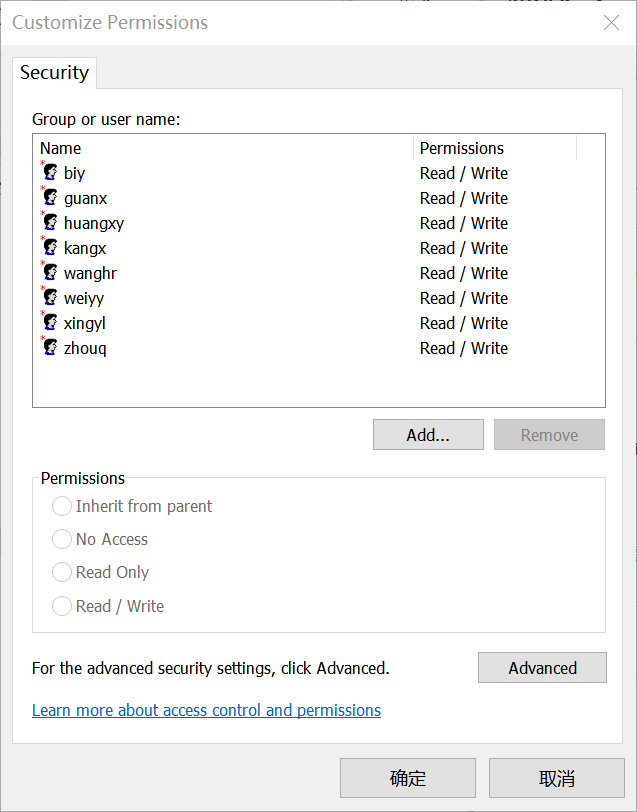 Customize Permissions
Security
Group or user name:
Name Permissions
biy Read / Write
guanx Read / Write
huangxy Read / Write
kangx Read / Write
wanghr Read / Write
weiyy Read / Write
xingyl Read / Write
zhouq Read / Write
Add... Remove
Permissions
Inherit from parent
No Access
Read Only
Read / Write
For the advanced security settings, click Advanced. Advanced
Learn more about access control and permissions
确定 取消